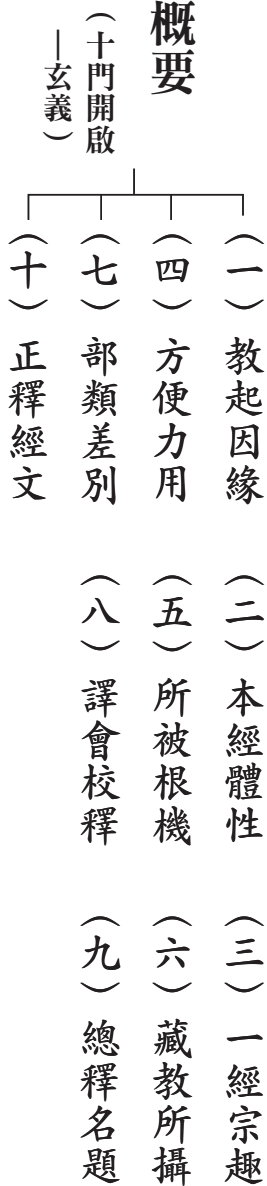 概要
（十門開啟
—玄義）
（一）教起因緣　（二）本經體性　（三）一經宗趣
（四）方便力用　（五）所被根機　（六）藏教所攝
（七）部類差別　（八）譯會校釋　（九）總釋名題
（十）正釋經文